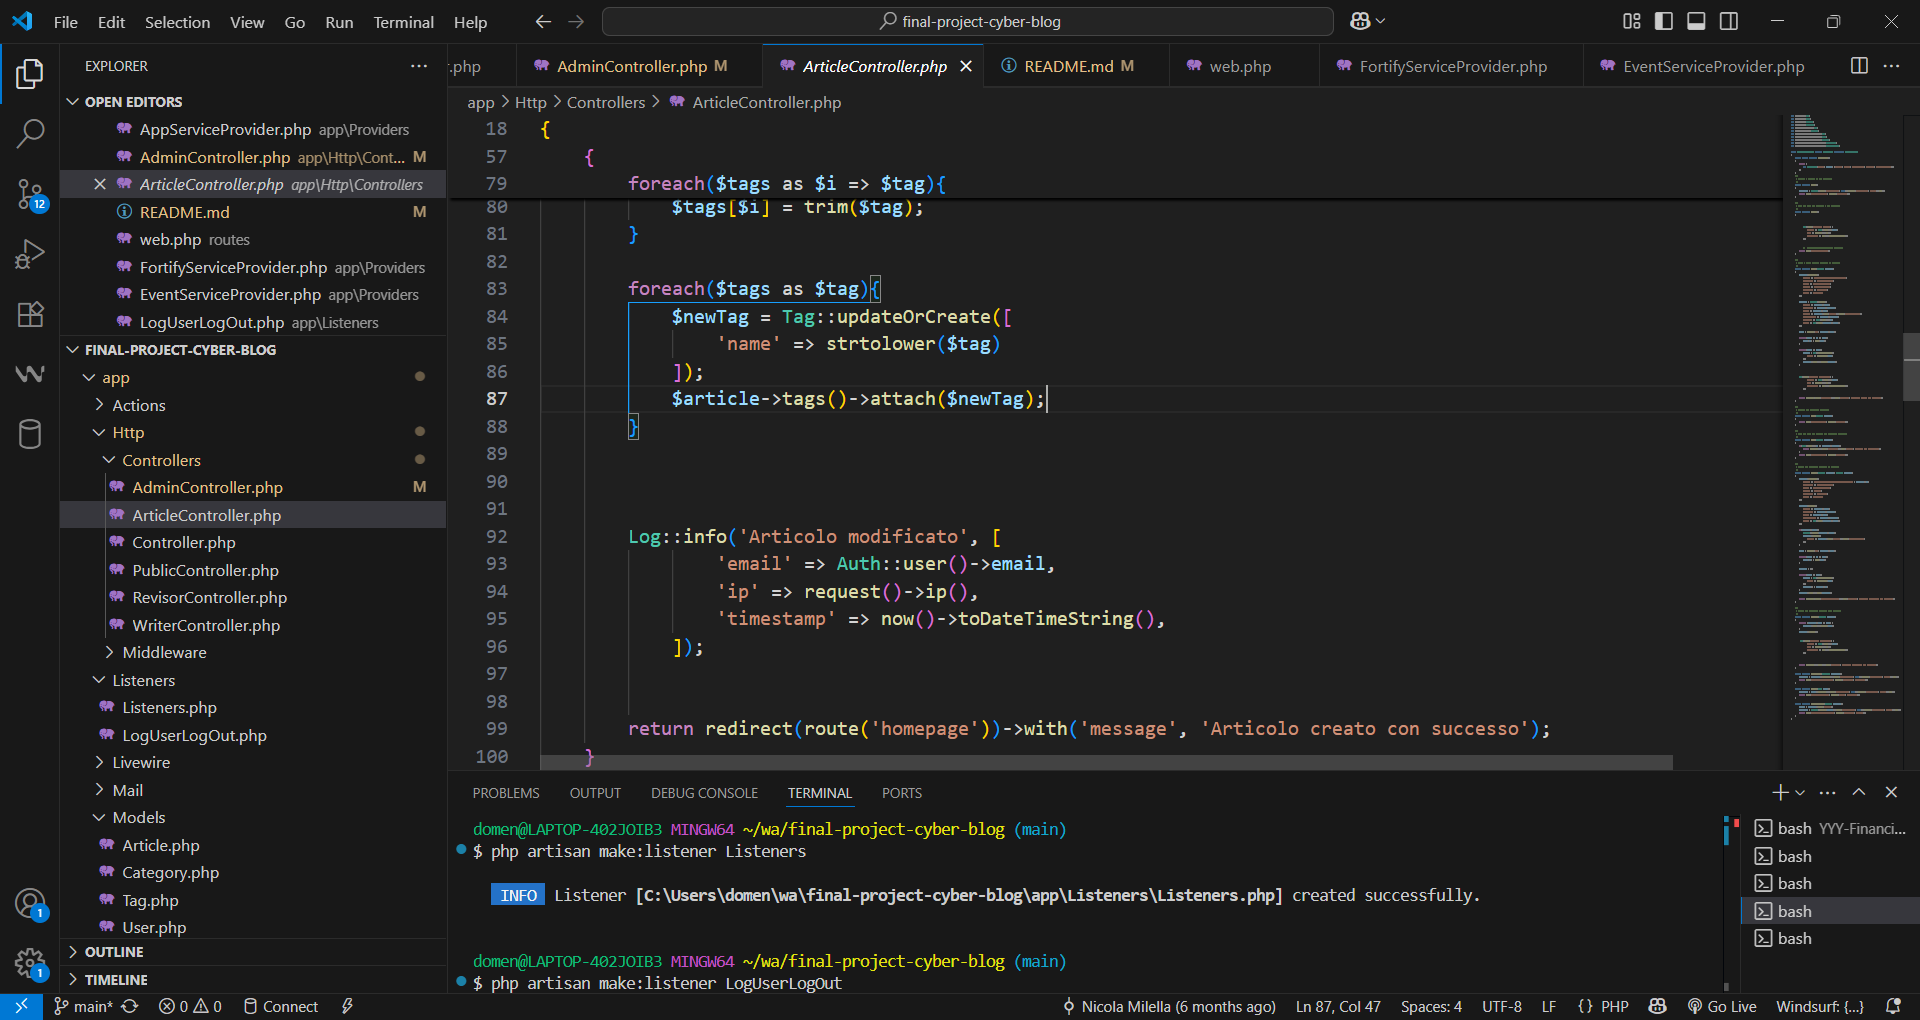 File Edit Selection View Go Run Terminal Help
final-project-cyber-blog
EXPLORER
OPEN EDITORS
AppServiceProvider.php app\Providers
AdminController.php app\Http\Cont... M
ArticleController.php app\Http\Controllers
README.md M
web.php routes
FortifyServiceProvider.php app\Providers
EventServiceProvider.php app\Providers
LogUserLogOut.php app\Listeners
FINAL-PROJECT-CYBER-BLOG
app
Actions
Http
Controllers
AdminController.php M
ArticleController.php
Controller.php
PublicController.php
RevisorController.php
WriterController.php
Middleware
Listeners
Listeners.php
LogUserLogOut.php
Livewire
Mail
Models
Article.php
Category.php
Tag.php
User.php
OUTLINE
TIMELINE
12
1
1
.php AdminController.php M ArticleController.php README.md M web.php FortifyServiceProvider.php EventServiceProvider.php
app > Http > Controllers > ArticleController.php
18 {
57 {
79 foreach($tags as $i => $tag){
80 $tags[$i] = trim($tag);
81 }
82
83 foreach($tags as $tag){
84 $newTag = Tag::updateOrCreate([
85 'name' => strtolower($tag)
86 ]);
87 $article->tags()->attach($newTag);
88 }
89
90
91
92 Log::info('Articolo modificato', [
93 'email' => Auth::user()->email,
94 'ip' => request()->ip(),
95 'timestamp' => now()->toDateTimeString(),
96 ]);
97
98
99 return redirect(route('homepage'))->with('message', 'Articolo creato con successo');
100 }
PROBLEMS OUTPUT DEBUG CONSOLE TERMINAL PORTS
domen@LAPTOP-402JOIB3 MINGW64 ~/wa/final-project-cyber-blog (main)
$ php artisan make:listener Listeners
INFO Listener [C:\Users\domen\wa\final-project-cyber-blog\app\Listeners\Listeners.php] created successfully.
domen@LAPTOP-402JOIB3 MINGW64 ~/wa/final-project-cyber-blog (main)
$ php artisan make:listener LogUserLogOut
bash YYY-Financi...
bash
bash
bash
bash
main* 0 0 Connect Nicola Milella (6 months ago) Ln 87, Col 47 Spaces: 4 UTF-8 LF {} PHP Go Live Windsurf: {...}